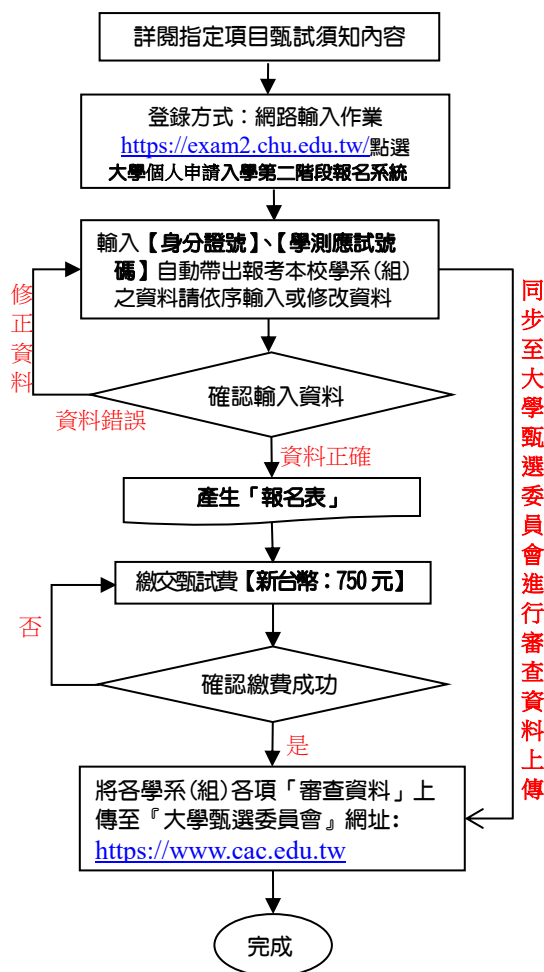 詳閱指定項目甄試須知內容
登錄方式：網路輸入作業
https://exam2.chu.edu.tw/點選
大學個人申請入學第二階段報名系統
輸入【身分證號】、【學測應試號
碼】自動帶出報考本校學系(組)
之資料請依序輸入或修改資料
修正資料
同步至大學甄選委員會進行審查資料上傳
確認輸入資料
資料錯誤
資料正確
產生「報名表」
繳交甄試費【新台幣：750 元】
否
確認繳費成功
是
將各學系(組)各項「審查資料」上
傳至『大學甄選委員會』網址:
https://www.cac.edu.tw
完成